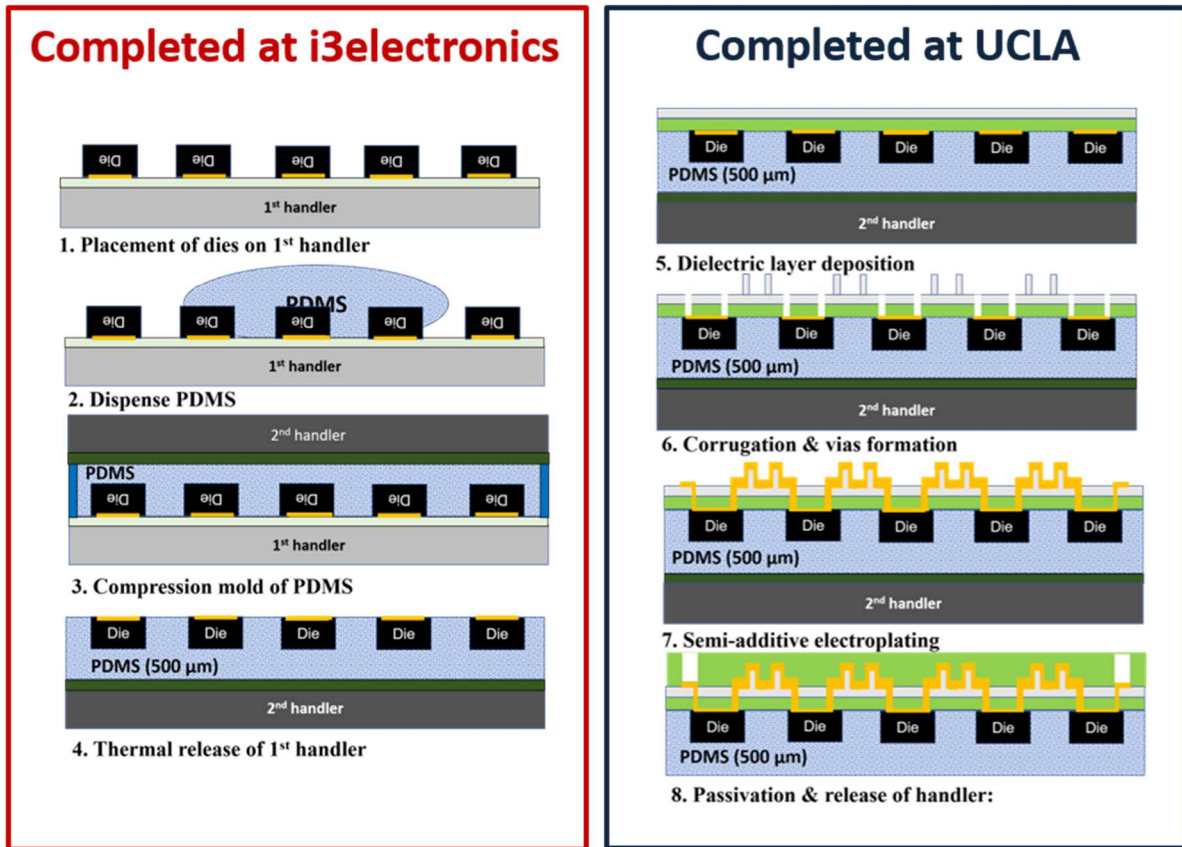 Completed at i3electronics
Die Die Die Die Die
1st handler
1. Placement of dies on 1st handler
PDMS
Die Die Die Die Die
1st handler
2. Dispense PDMS
2nd handler
PDMS
Die Die Die Die Die
1st handler
3. Compression mold of PDMS
Die Die Die Die Die
PDMS (500 µm)
2nd handler
4. Thermal release of 1st handler
Completed at UCLA
Die Die Die Die Die
PDMS (500 µm)
2nd handler
5. Dielectric layer deposition
Die Die Die Die Die
PDMS (500 µm)
2nd handler
6. Corrugation & vias formation
Die Die Die Die Die
PDMS (500 µm)
2nd handler
7. Semi-additive electroplating
Die Die Die Die Die
PDMS (500 µm)
8. Passivation & release of handler: